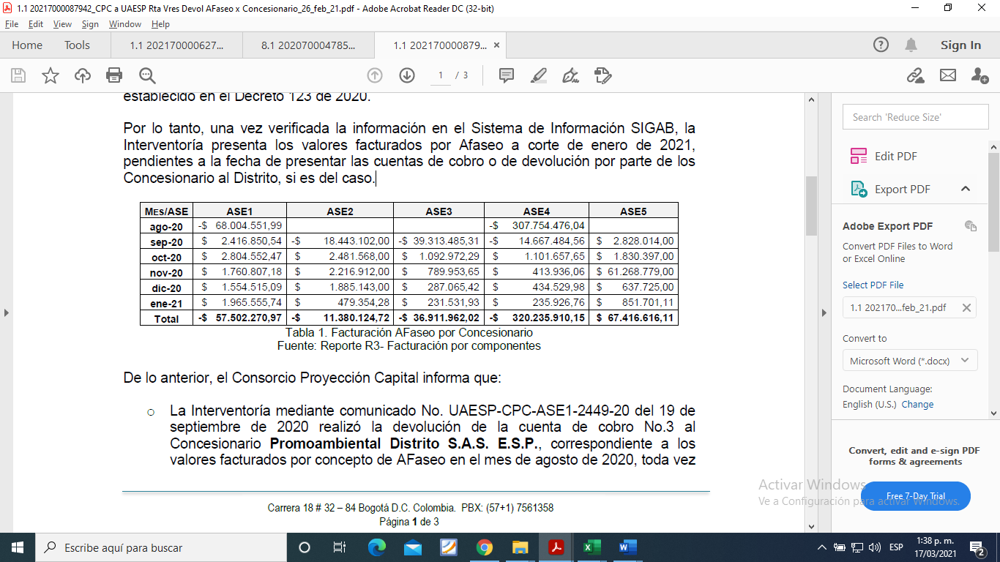 1.1 20217000087942_CPC a UAESP Rta Vres Devol AFaseo x Concesionario_26_feb_21.pdf - Adobe Acrobat Reader DC (32-bit)
File Edit View Sign Window Help
Home Tools 1.1 202170000627... 8.1 202070004785... 1.1 202170000879... × Sign In
1 / 3
establecido en el Decreto 123 de 2020.
Por lo tanto, una vez verificada la información en el Sistema de Información SIGAB, la
Interventoría presenta los valores facturados por Afaseo a corte de enero de 2021,
pendientes a la fecha de presentar las cuentas de cobro o de devolución por parte de los
Concesionario al Distrito, si es del caso.
MES/ASE ASE1 ASE2 ASE3 ASE4 ASE5
ago-20 -$ 68.004.551,99 -$ 307.754.476,04
sep-20 $ 2.416.850,54 -$ 18.443.102,00 -$ 39.313.485,31 -$ 14.667.484,56 $ 2.828.014,00
oct-20 $ 2.804.552,47 $ 2.481.568,00 $ 1.092.972,29 $ 1.101.657,65 $ 1.830.397,00
nov-20 $ 1.760.807,18 $ 2.216.912,00 $ 789.953,65 $ 413.936,06 $ 61.268.779,00
dic-20 $ 1.554.515,09 $ 1.885.143,00 $ 287.065,42 $ 434.529,98 $ 637.725,00
ene-21 $ 1.965.555,74 $ 479.354,28 $ 231.531,93 $ 235.926,76 $ 851.701,11
Total -$ 57.502.270,97 -$ 11.380.124,72 -$ 36.911.962,02 -$ 320.235.910,15 $ 67.416.616,11
Tabla 1. Facturación AFaseo por Concesionario
Fuente: Reporte R3- Facturación por componentes
De lo anterior, el Consorcio Proyección Capital informa que:
o La Interventoría mediante comunicado No. UAESP-CPC-ASE1-2449-20 del 19 de
septiembre de 2020 realizó la devolución de la cuenta de cobro No.3 al
Concesionario Promoambiental Distrito S.A.S. E.S.P., correspondiente a los
valores facturados por concepto de AFaseo en el mes de agosto de 2020, toda vez
Carrera 18 # 32 – 84 Bogotá D.C. Colombia. PBX: (57+1) 7561358
Página 1 de 3
Search 'Reduce Size'
Edit PDF
Export PDF
Adobe Export PDF
Convert PDF Files to Word
or Excel Online
Select PDF File
1.1 202170...feb_21.pdf
Convert to
Microsoft Word (*.docx)
Document Language:
English (U.S.) Change
Convert, edit and e-sign PDF
forms & agreements
Free 7-Day Trial
Activar Windows
Ve a Configuración para activar Windows.
Escribe aquí para buscar
ESP
1:38 p. m.
17/03/2021
2